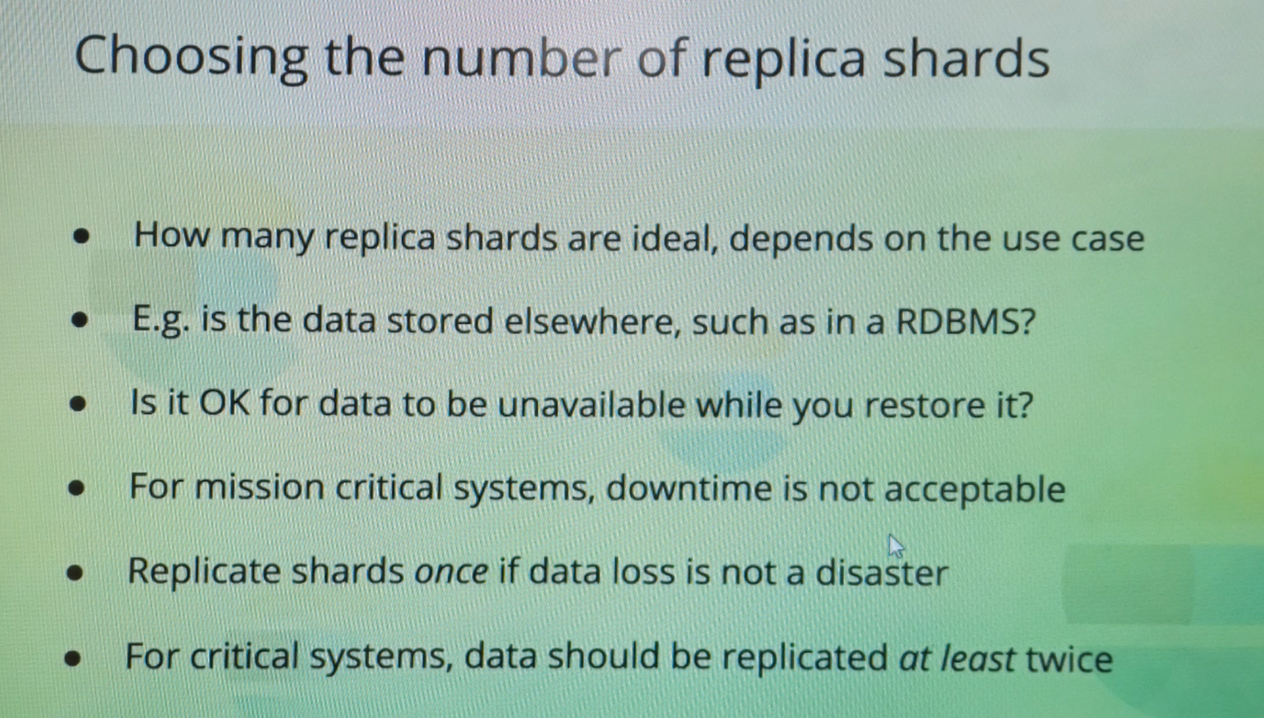 Choosing the number of replica shards
● How many replica shards are ideal, depends on the use case
● E.g. is the data stored elsewhere, such as in a RDBMS?
● Is it OK for data to be unavailable while you restore it?
● For mission critical systems, downtime is not acceptable
● Replicate shards once if data loss is not a disaster
● For critical systems, data should be replicated at least twice